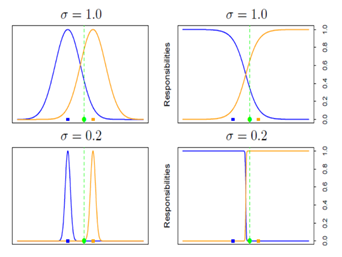 σ = 1.0
σ = 1.0
Responsibilities
0.0 0.2 0.4 0.6 0.8 1.0
σ = 0.2
σ = 0.2
Responsibilities
0.0 0.2 0.4 0.6 0.8 1.0